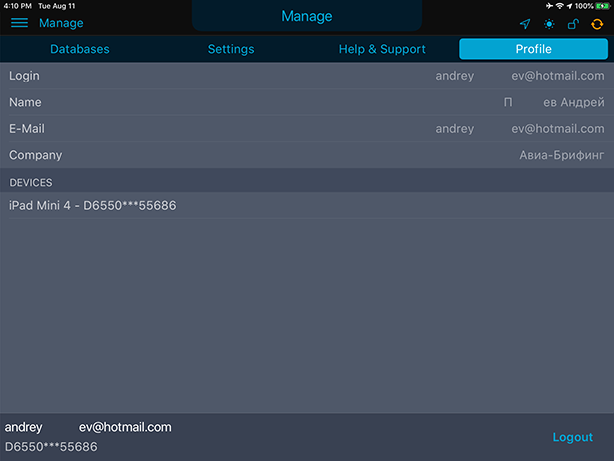 4:10 PM Tue Aug 11 100%
Manage Manage
Databases Settings Help & Support Profile
Login andrey ev@hotmail.com
Name П ев Андрей
E-Mail andrey ev@hotmail.com
Company Авиа-Брифинг
DEVICES
iPad Mini 4 - D6550***55686
andrey ev@hotmail.com
D6550***55686
Logout